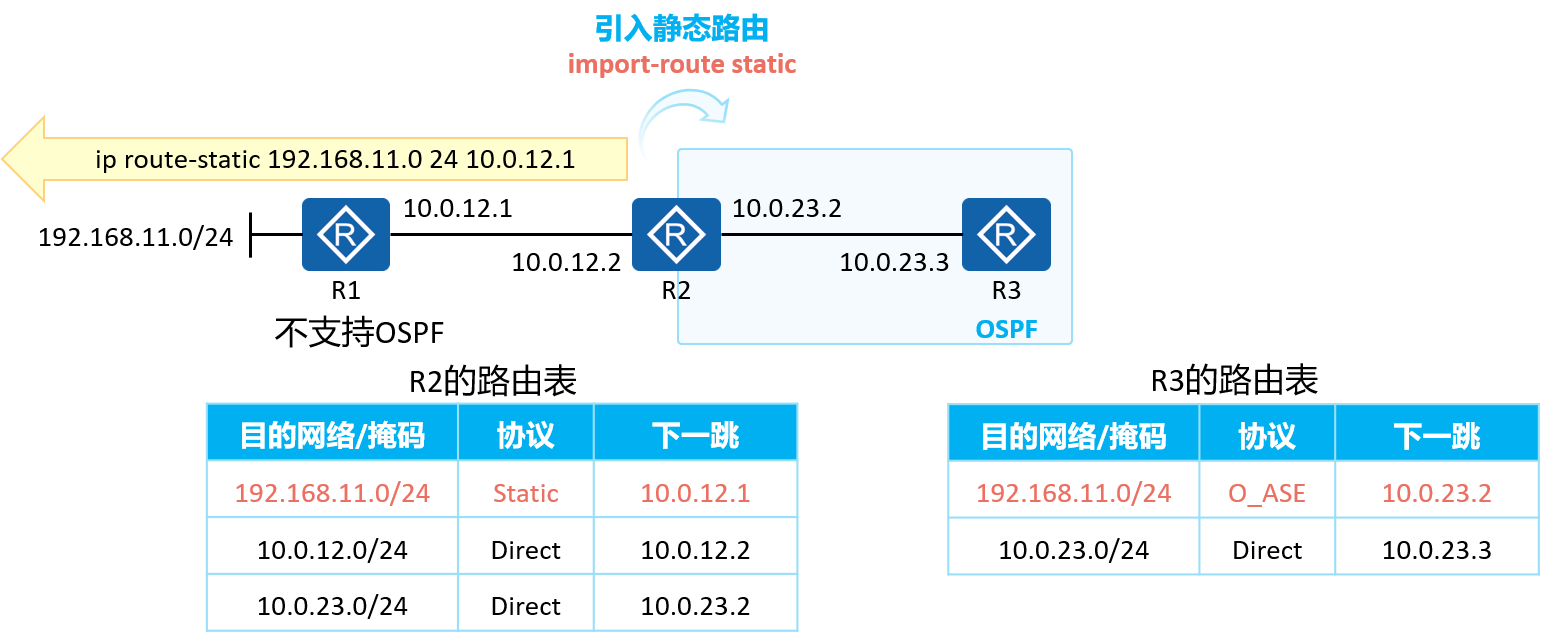 引入静态路由
import-route static
ip route-static 192.168.11.0 24 10.0.12.1
192.168.11.0/24
10.0.12.1
10.0.12.2
10.0.23.2
10.0.23.3
R
R
R
R1
R2
R3
不支持OSPF
OSPF
R2的路由表
目的网络/掩码 协议 下一跳
192.168.11.0/24 Static 10.0.12.1
10.0.12.0/24 Direct 10.0.12.2
10.0.23.0/24 Direct 10.0.23.2
R3的路由表
目的网络/掩码 协议 下一跳
192.168.11.0/24 O_ASE 10.0.23.2
10.0.23.0/24 Direct 10.0.23.3